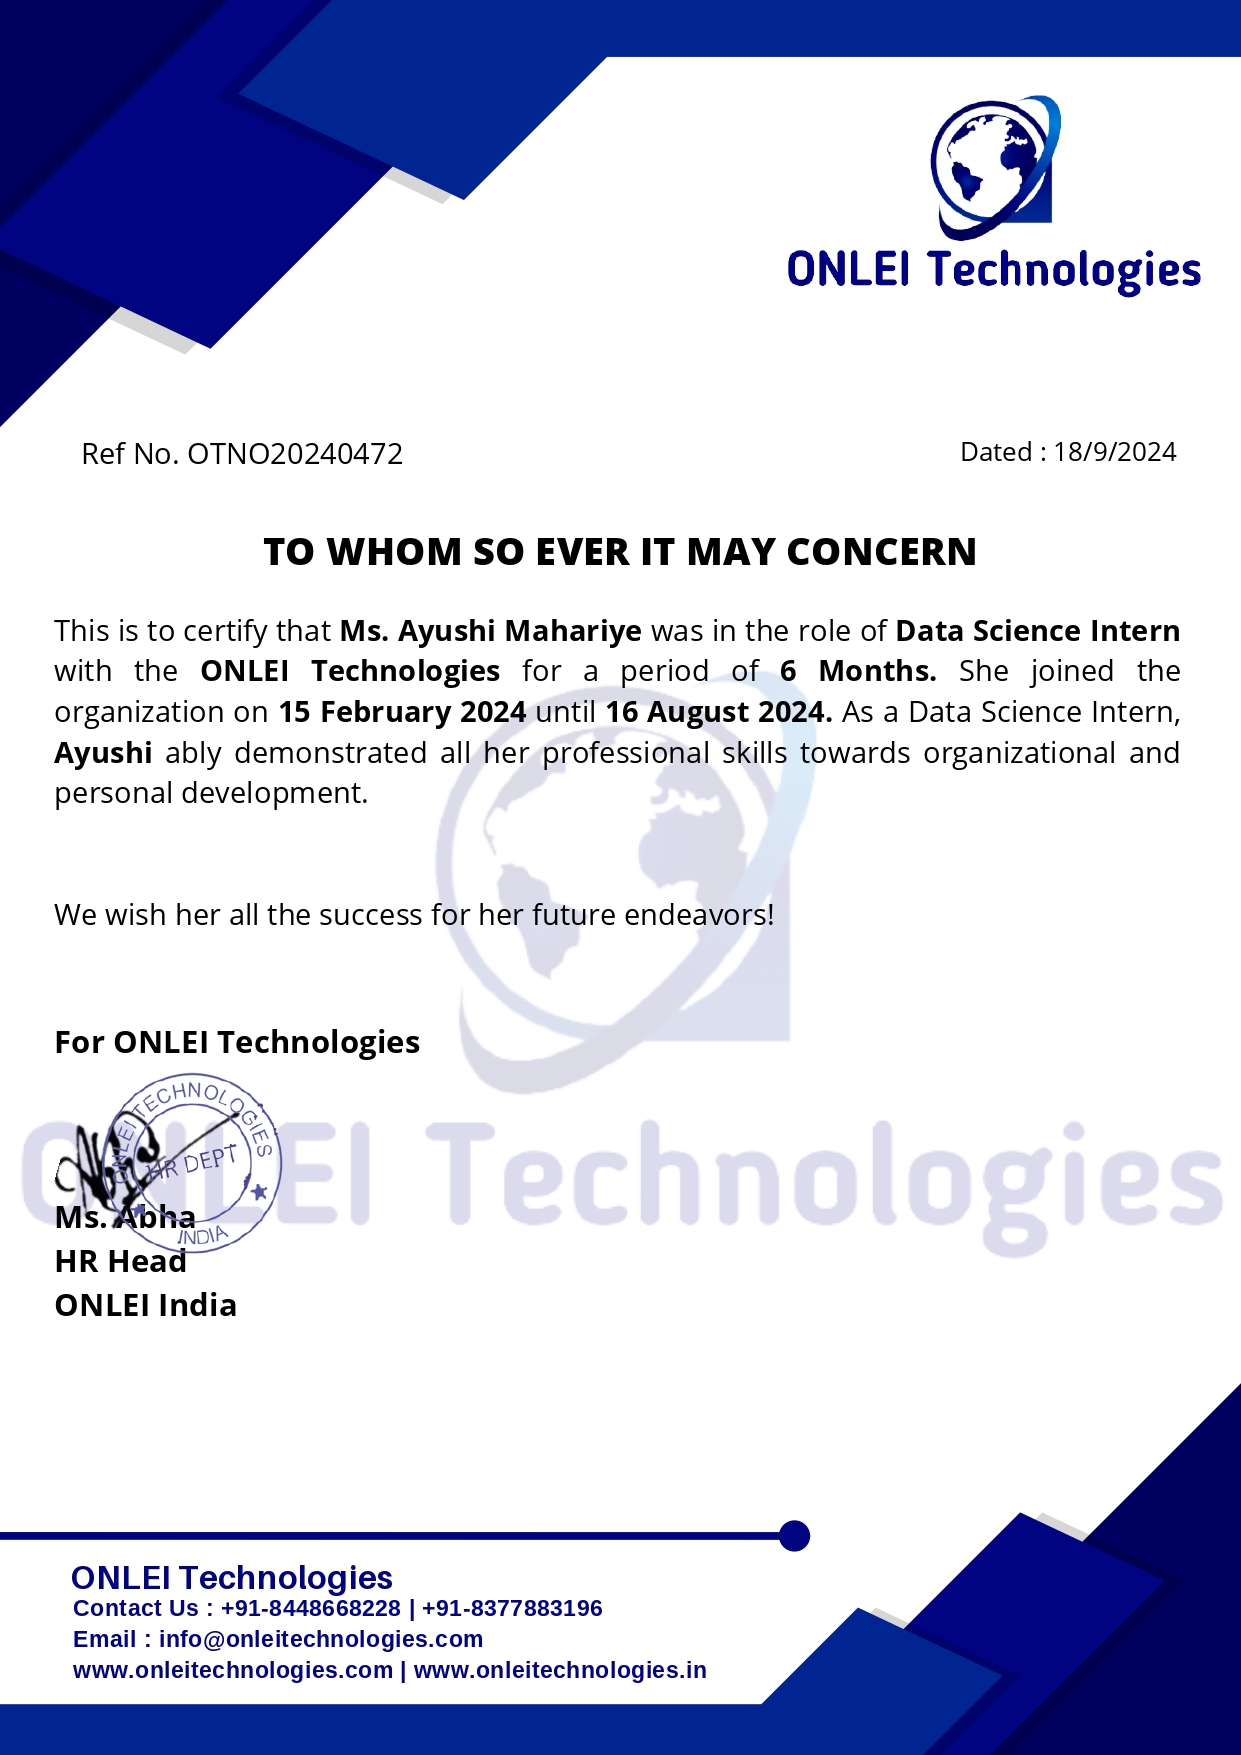 ONLEI Technologies
Ref No. OTNO20240472
Dated : 18/9/2024
TO WHOM SO EVER IT MAY CONCERN
This is to certify that Ms. Ayushi Mahariye was in the role of Data Science Intern
with the ONLEI Technologies for a period of 6 Months. She joined the
organization on 15 February 2024 until 16 August 2024. As a Data Science Intern,
Ayushi ably demonstrated all her professional skills towards organizational and
personal development.
We wish her all the success for her future endeavors!
For ONLEI Technologies
ONLEI TECHNOLOGIES
HR DEPT
INDIA
ONLEI Technologies
Ms. Abha
HR Head
ONLEI India
ONLEI Technologies
Contact Us : +91-8448668228 | +91-8377883196
Email : info@onleitechnologies.com
www.onleitechnologies.com | www.onleitechnologies.in